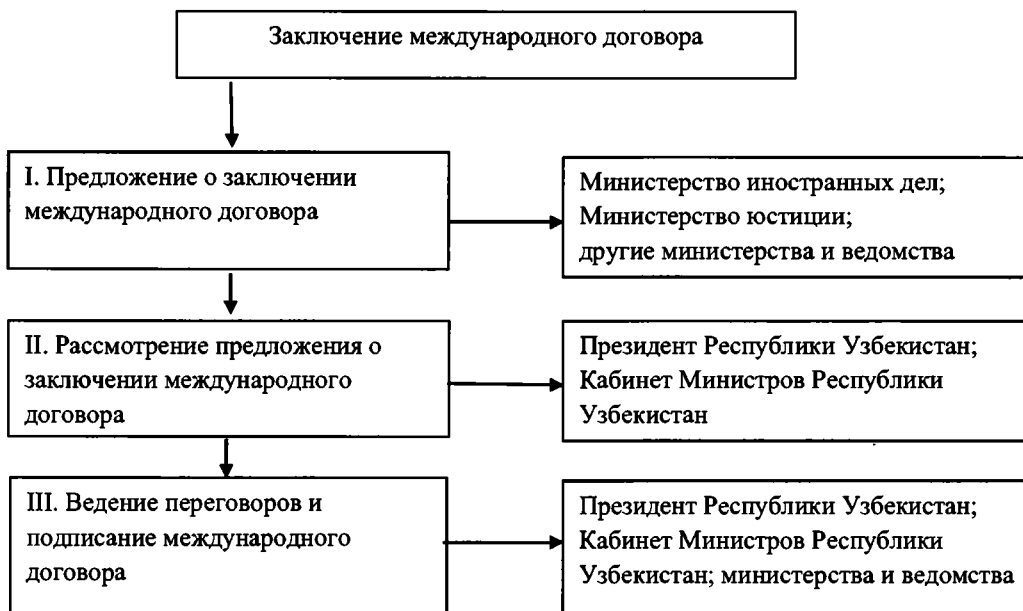 Заключение международного договора
I. Предложение о заключении
международного договора
Министерство иностранных дел;
Министерство юстиции;
другие министерства и ведомства
II. Рассмотрение предложения о
заключении международного
договора
Президент Республики Узбекистан;
Кабинет Министров Республики
Узбекистан
III. Ведение переговоров и
подписание международного
договора
Президент Республики Узбекистан;
Кабинет Министров Республики
Узбекистан; министерства и ведомства